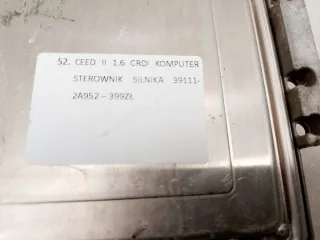 52. CEED II 1.6 CRDI KOMPUTER
STEROWNIK SILNIKA 39111-
2A952 – 399ZŁ